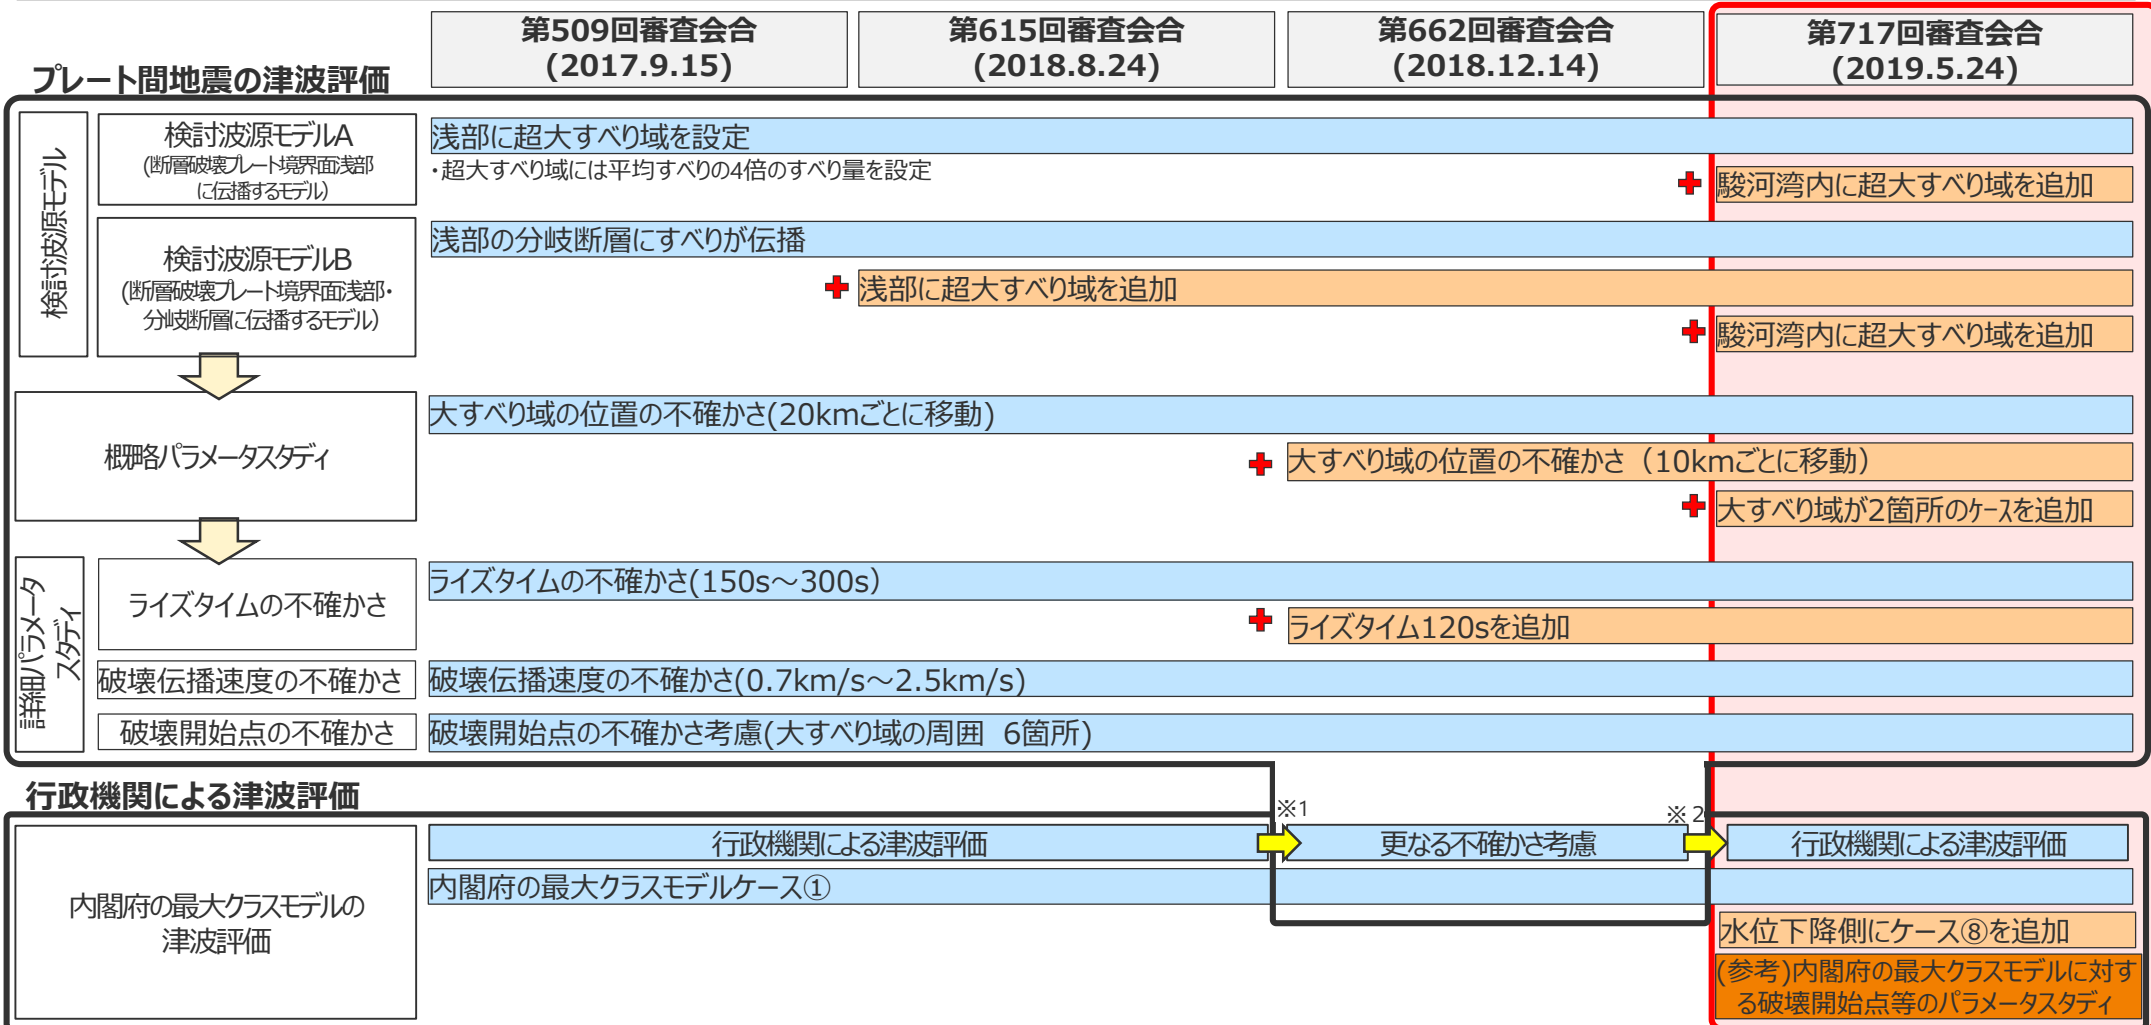 第509回審査会合
(2017.9.15)
第615回審査会合
(2018.8.24)
第662回審査会合
(2018.12.14)
第717回審査会合
(2019.5.24)
プレート間地震の津波評価
検討波源モデル
検討波源モデルA
(断層破壊プレート境界面浅部
に伝播するモデル)
浅部に超大すべり域を設定
・超大すべり域には平均すべりの4倍のすべり量を設定
駿河湾内に超大すべり域を追加
検討波源モデルB
(断層破壊プレート境界面浅部・
分岐断層に伝播するモデル)
浅部の分岐断層にすべりが伝播
浅部に超大すべり域を追加
駿河湾内に超大すべり域を追加
概略パラメータスタディ
大すべり域の位置の不確かさ(20kmごとに移動)
大すべり域の位置の不確かさ（10kmごとに移動）
大すべり域が2箇所のケースを追加
詳細パラメータ
スタディ
ライズタイムの不確かさ
ライズタイムの不確かさ(150s～300s）
ライズタイム120sを追加
破壊伝播速度の不確かさ
破壊伝播速度の不確かさ(0.7km/s～2.5km/s)
破壊開始点の不確かさ
破壊開始点の不確かさ考慮(大すべり域の周囲 6箇所)
行政機関による津波評価
※1
※2
内閣府の最大クラスモデルの
津波評価
行政機関による津波評価
更なる不確かさ考慮
行政機関による津波評価
内閣府の最大クラスモデルケース①
水位下降側にケース⑧を追加
(参考)内閣府の最大クラスモデルに対す
る破壊開始点等のパラメータスタディ